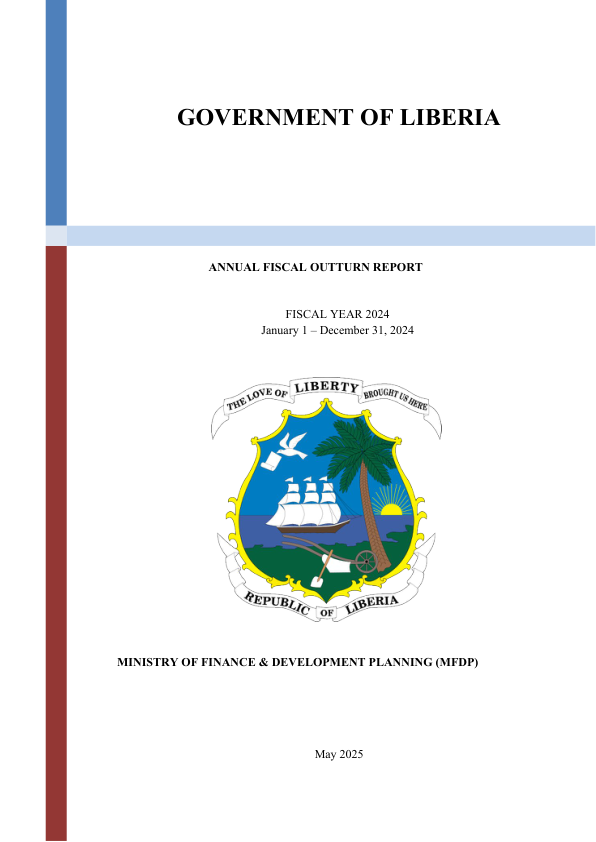 GOVERNMENT OF LIBERIA
ANNUAL FISCAL OUTTURN REPORT
FISCAL YEAR 2024
January 1 – December 31, 2024
THE LOVE OF LIBERTY BROUGHT US HERE
REPUBLIC OF LIBERIA
MINISTRY OF FINANCE & DEVELOPMENT PLANNING (MFDP)
May 2025